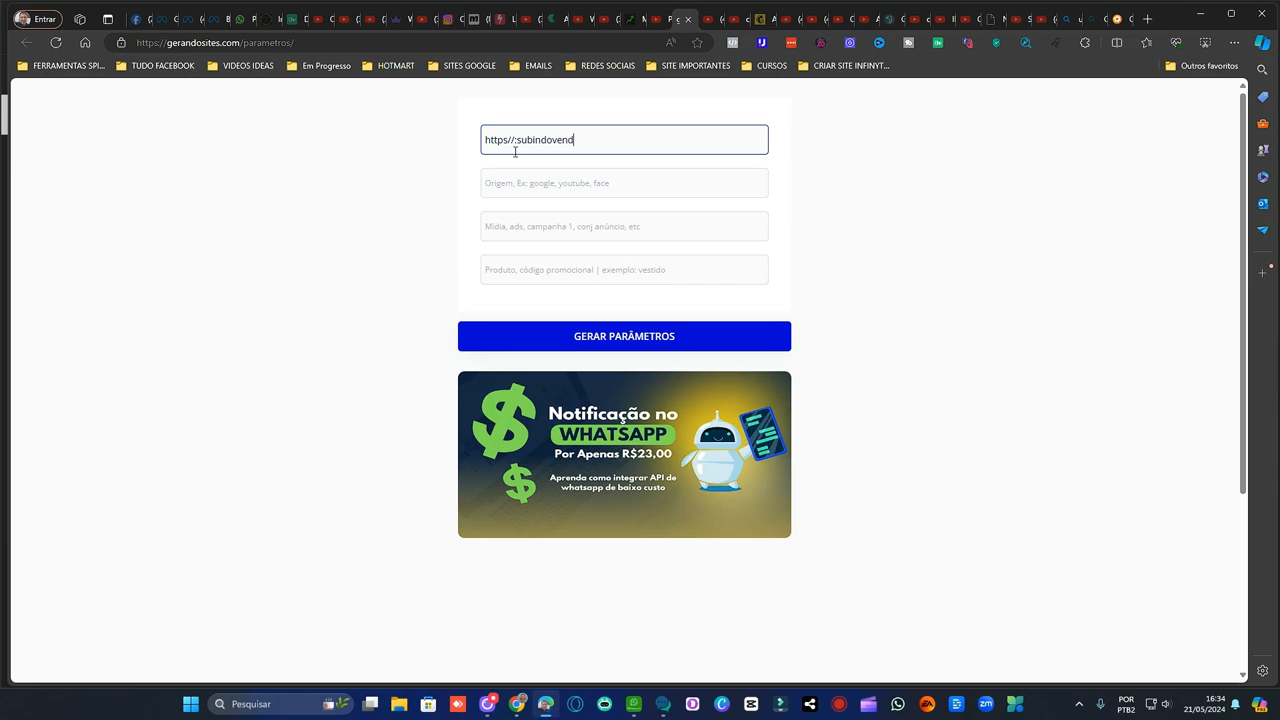 Entrar
https://gerandosites.com/parametros/
FERRAMENTAS SPI...
TUDO FACEBOOK
VIDEOS IDEAS
Em Progresso
HOTMART
SITES GOOGLE
EMAILS
REDES SOCIAIS
SITE IMPORTANTES
CURSOS
CRIAR SITE INFINYT...
Outros favoritos
https//:subindovend
Origem, Ex: google, youtube, face
Mídia, ads, campanha 1, conj anúncio, etc
Produto, código promocional | exemplo: vestido
GERAR PARÂMETROS
Notificação no
WHATSAPP
Por Apenas R$23,00
Aprenda como integrar API de
whatsapp de baixo custo
Pesquisar
POR
PTB2
16:34
21/05/2024